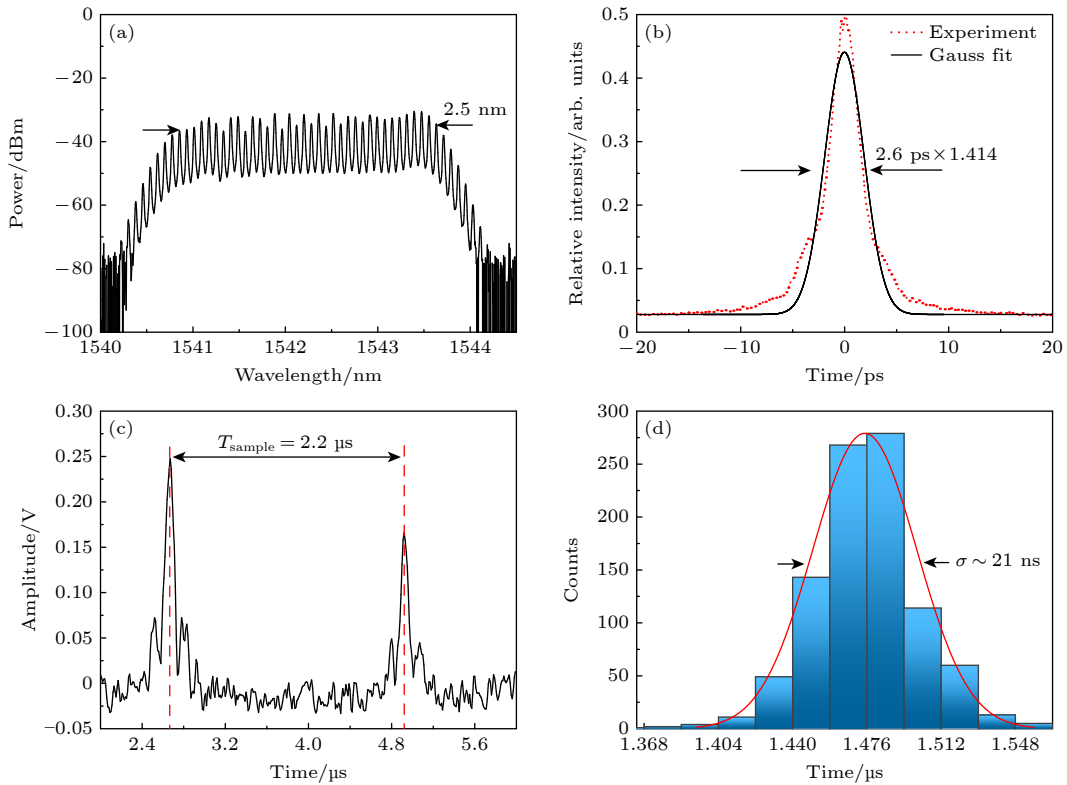 (a)
2.5 nm
Power/dBm
0
−20
−40
−60
−80
−100
1540
1541
1542
1543
1544
Wavelength/nm
(b)
Experiment
Gauss fit
2.6 ps×1.414
Relative intensity/arb. units
0.5
0.4
0.3
0.2
0.1
0
−20
−10
0
10
20
Time/ps
(c)
Tsample = 2.2 µs
Amplitude/V
0.30
0.25
0.20
0.15
0.10
0.05
0
−0.05
2.4
3.2
4.0
4.8
5.6
Time/µs
(d)
σ ∼ 21 ns
Counts
300
250
200
150
100
50
0
1.368
1.404
1.440
1.476
1.512
1.548
Time/µs